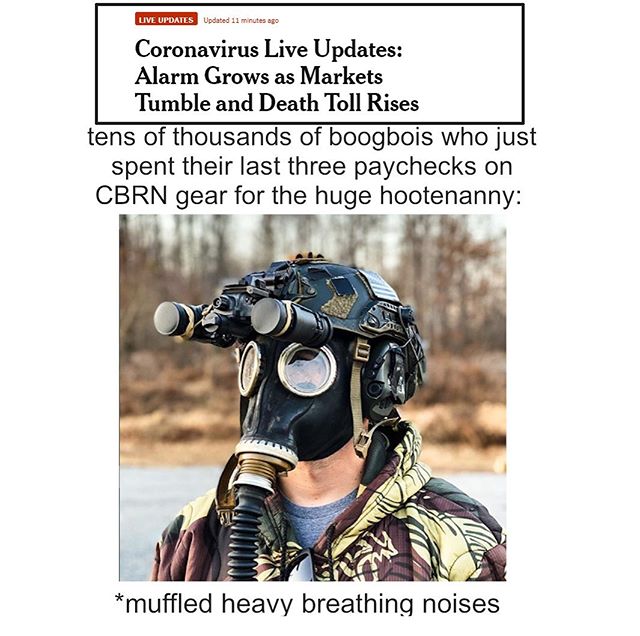 LIVE UPDATES Updated 11 minutes ago
Coronavirus Live Updates:
Alarm Grows as Markets
Tumble and Death Toll Rises
tens of thousands of boogbois who just
spent their last three paychecks on
CBRN gear for the huge hootenanny:
*muffled heavy breathing noises